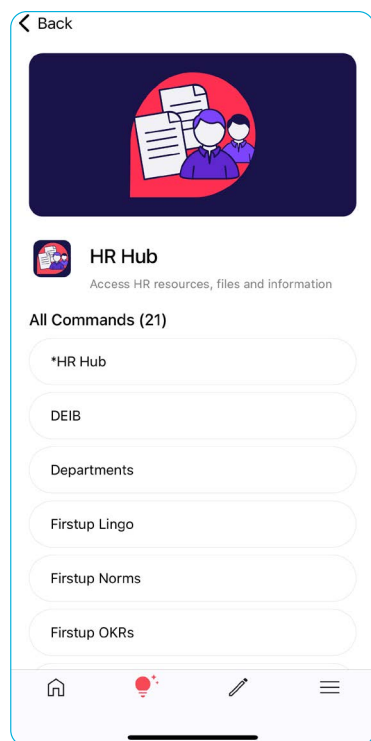 Back
HR Hub
Access HR resources, files and information
All Commands (21)
*HR Hub
DEIB
Departments
Firstup Lingo
Firstup Norms
Firstup OKRs